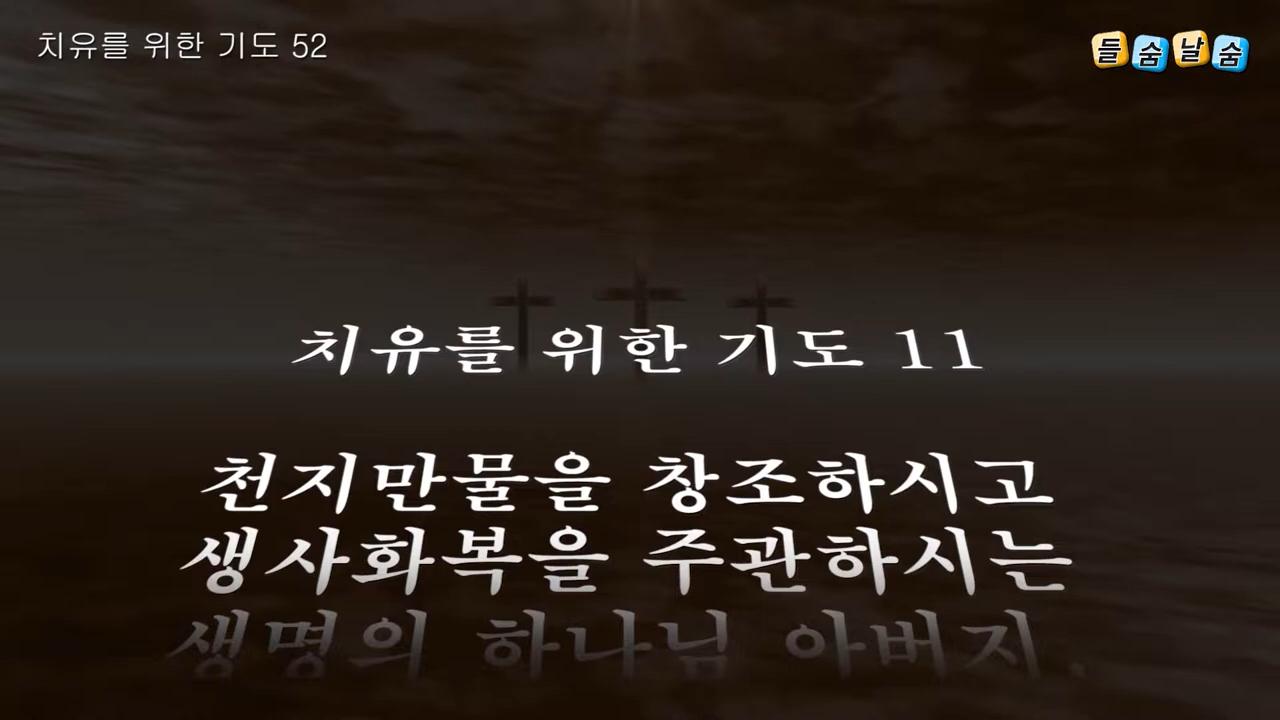 치유를 위한 기도 52
들숨날숨
치유를 위한 기도 11
천지만물을 창조하시고
생사화복을 주관하시는
생명의 하나님 아버지.